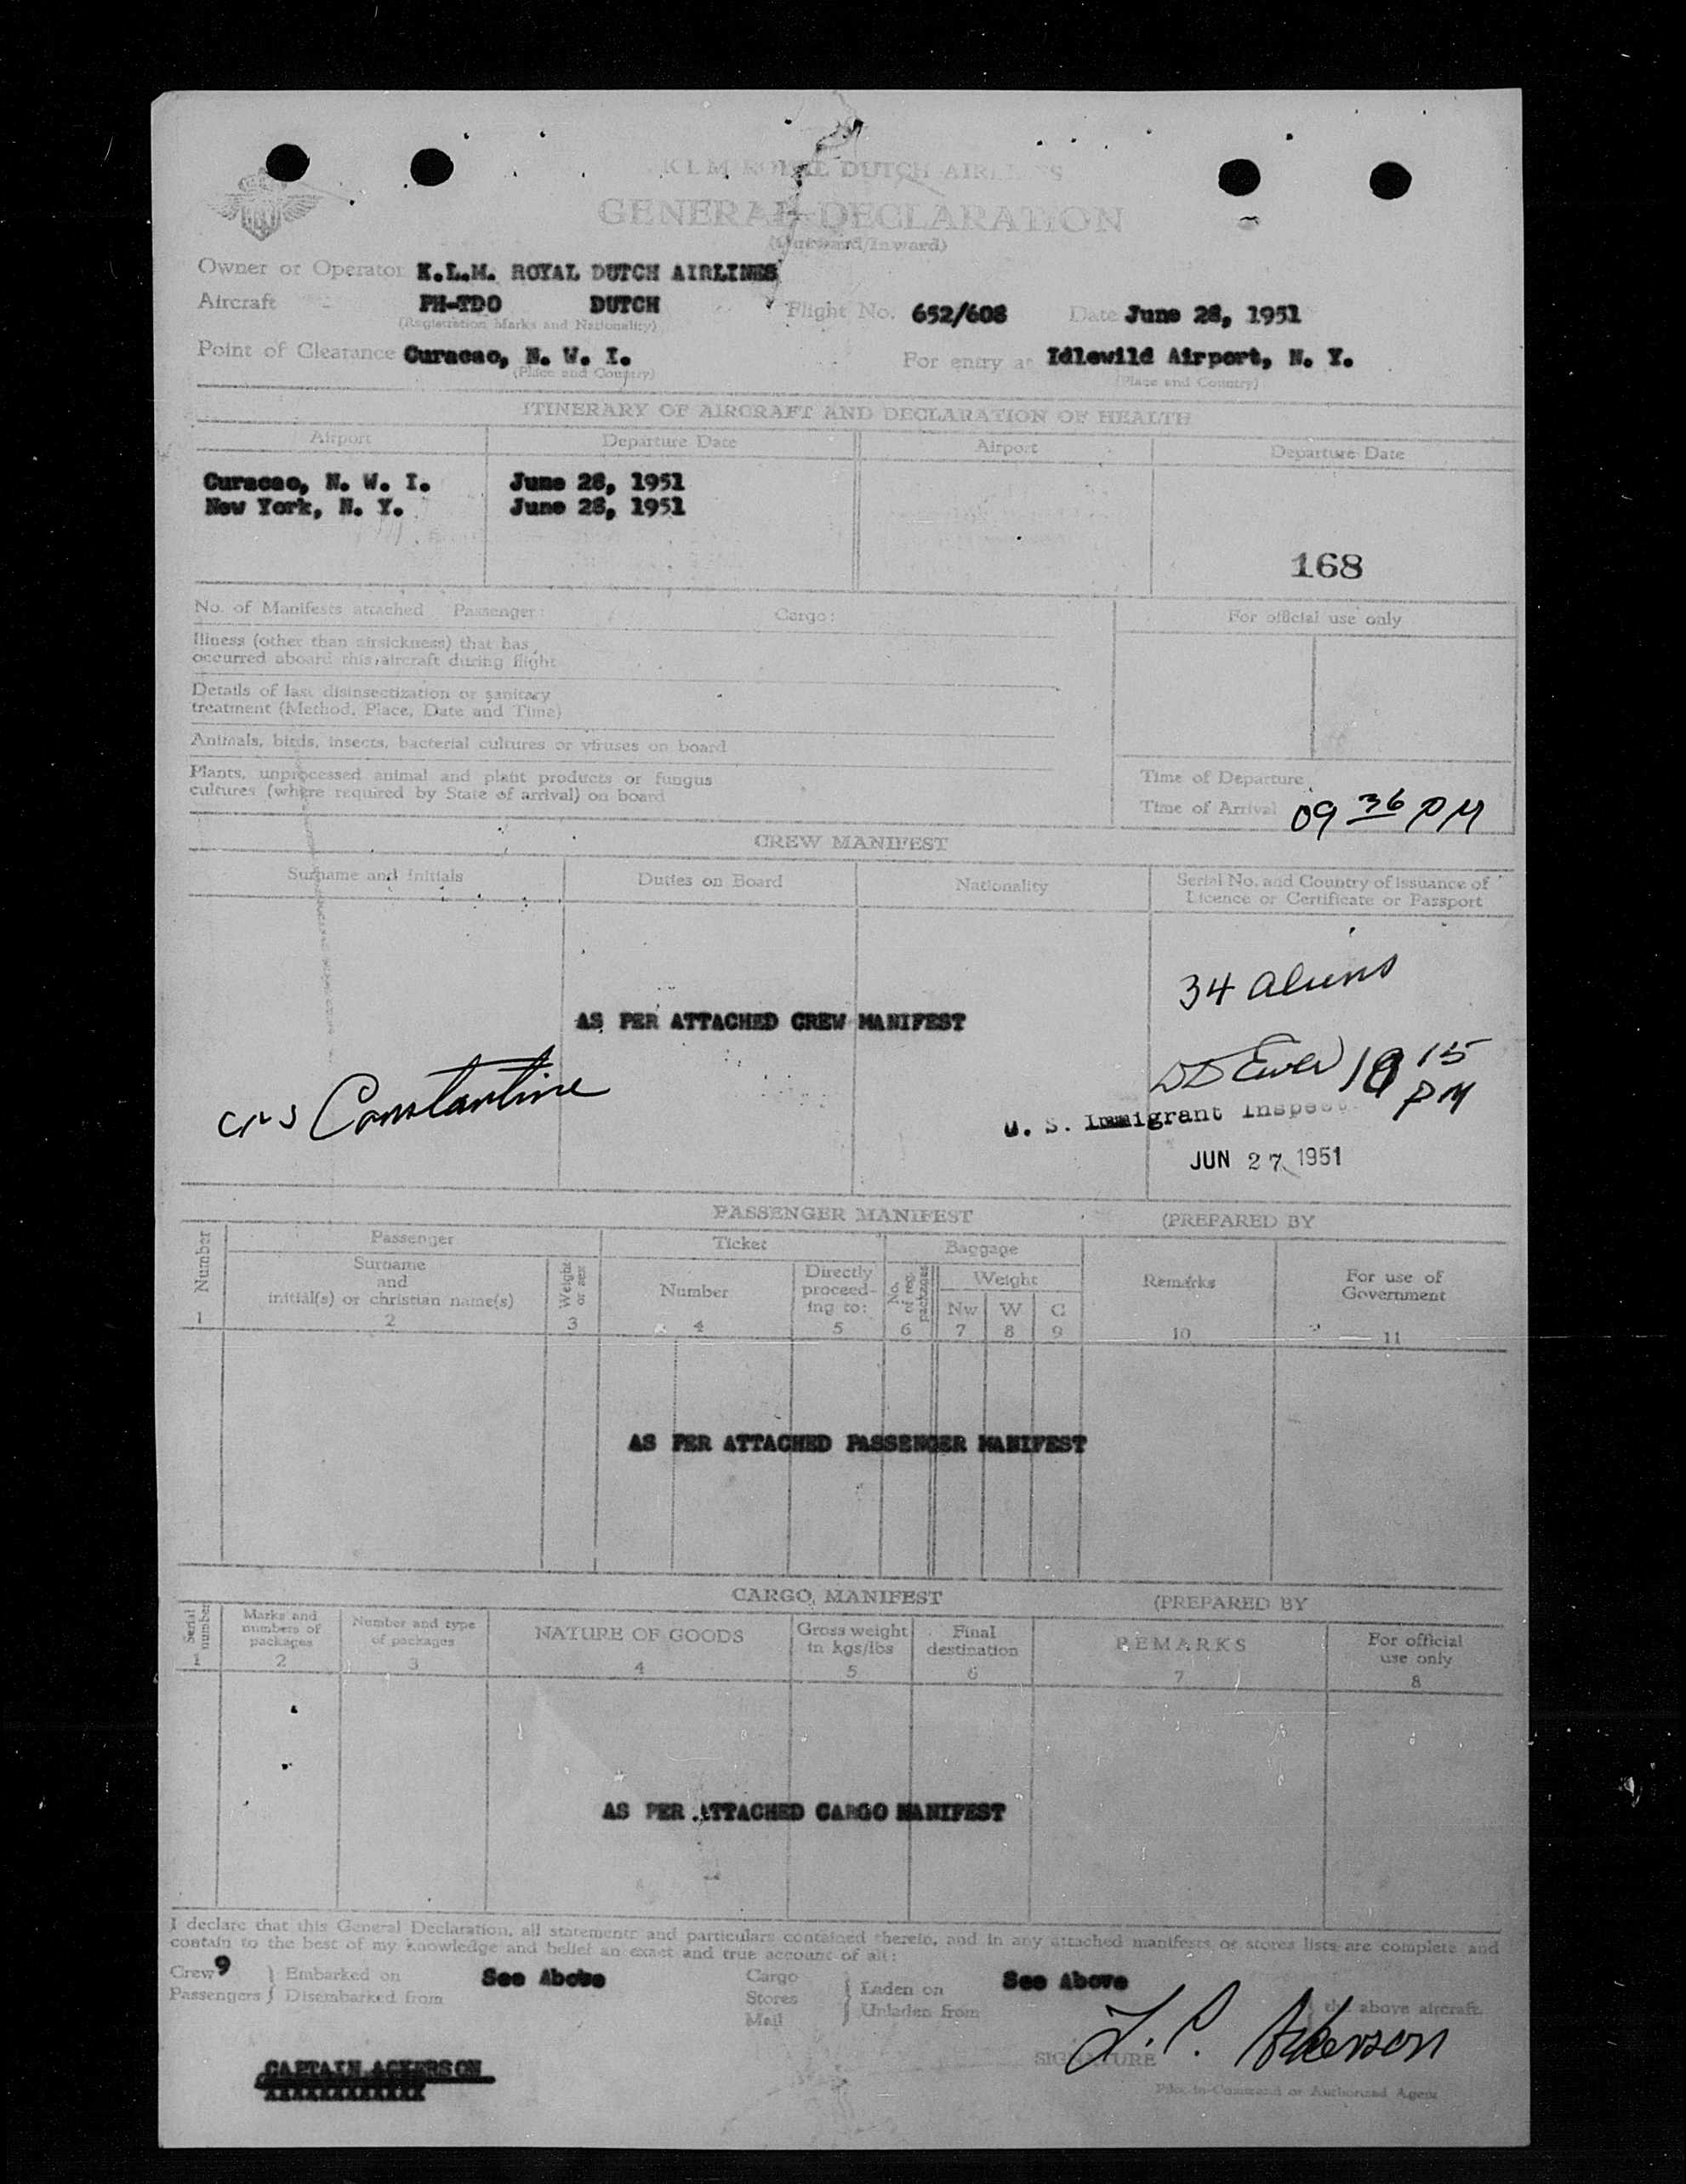 KLM ROYAL DUTCH AIRLINES
GENERAL DECLARATION
(Outward/Inward)
Owner or Operator K.L.M. ROYAL DUTCH AIRLINES
Aircraft PH-TDO DUTCH Flight No. 652/608 Date June 28, 1951
(Registration Marks and Nationality)
Point of Clearance Curacao, N. W. I. For entry at Idlewild Airport, N. Y.
(Place and Country) (Place and Country)
ITINERARY OF AIRCRAFT AND DECLARATION OF HEALTH
Airport Departure Date Airport Departure Date
Curacao, N. W. I. June 28, 1951
New York, N. Y. June 28, 1951
168
No. of Manifests attached Passenger: Cargo: For official use only
Illness (other than airsickness) that has
occurred aboard this aircraft during flight
Details of last disinsectization or sanitary
treatment (Method, Place, Date and Time)
Animals, birds, insects, bacterial cultures or viruses on board
Plants, unprocessed animal and plant products or fungus
cultures (where required by State of arrival) on board
Time of Departure
Time of Arrival 09 36 PM
CREW MANIFEST
Surname and Initials Duties on Board Nationality Serial No. and Country of Issuance of
Licence or Certificate or Passport
34 aliens
AS PER ATTACHED CREW MANIFEST
Constantine
10 15 PM
U. S. Immigrant Inspec
JUN 27 1951
PASSENGER MANIFEST (PREPARED BY
Number Passenger Ticket Baggage
Surname and initial(s) or christian name(s) Weight or sex Number Directly proceed-ing to: No. of reg. packages Weight Remarks For use of Government
Nw W C
1 2 3 4 5 6 7 8 9 10 11
AS PER ATTACHED PASSENGER MANIFEST
CARGO MANIFEST (PREPARED BY
Serial number Marks and numbers of packages Number and type of packages NATURE OF GOODS Gross weight in kgs/lbs Final destination REMARKS For official use only
1 2 3 4 5 6 7 8
AS PER ATTACHED CARGO MANIFEST
I declare that this General Declaration, all statements and particulars contained therein, and in any attached manifests or stores lists are complete and
contain to the best of my knowledge and belief an exact and true account of all:
Crew 9 } Embarked on See Above Cargo } Laden on See Above
Passengers } Disembarked from Stores } Unladen from the above aircraft.
Mail
CAPTAIN ACKERSON
XXXXXXXXXXXX
SIGNATURE J. C. Ackerson
Pilot-in-Command or Authorized Agent